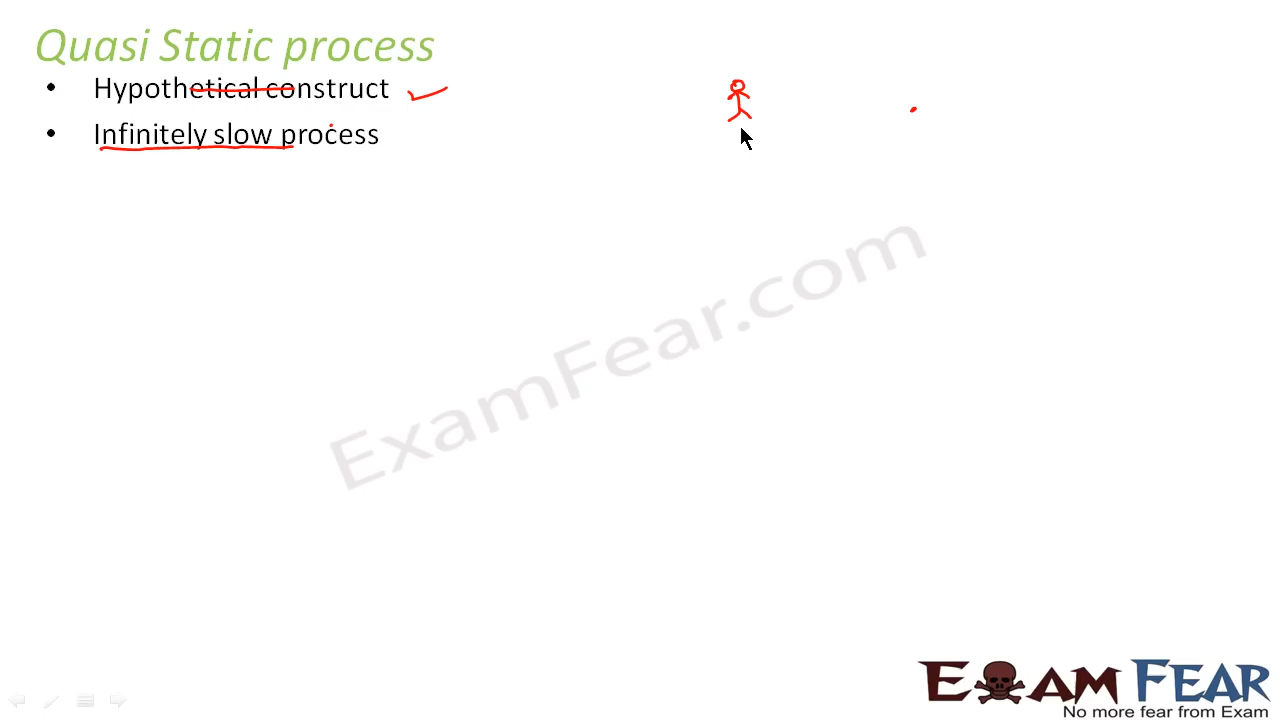 Quasi Static process
• Hypothetical construct
• Infinitely slow process
ExamFear.com
EXAM FEAR
No more fear from Exam